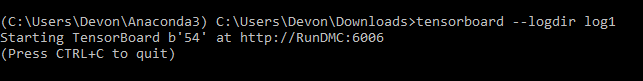 (C:\Users\Devon\Anaconda3) C:\Users\Devon\Downloads>tensorboard --logdir log1
Starting TensorBoard b'54' at http://RunDMC:6006
(Press CTRL+C to quit)